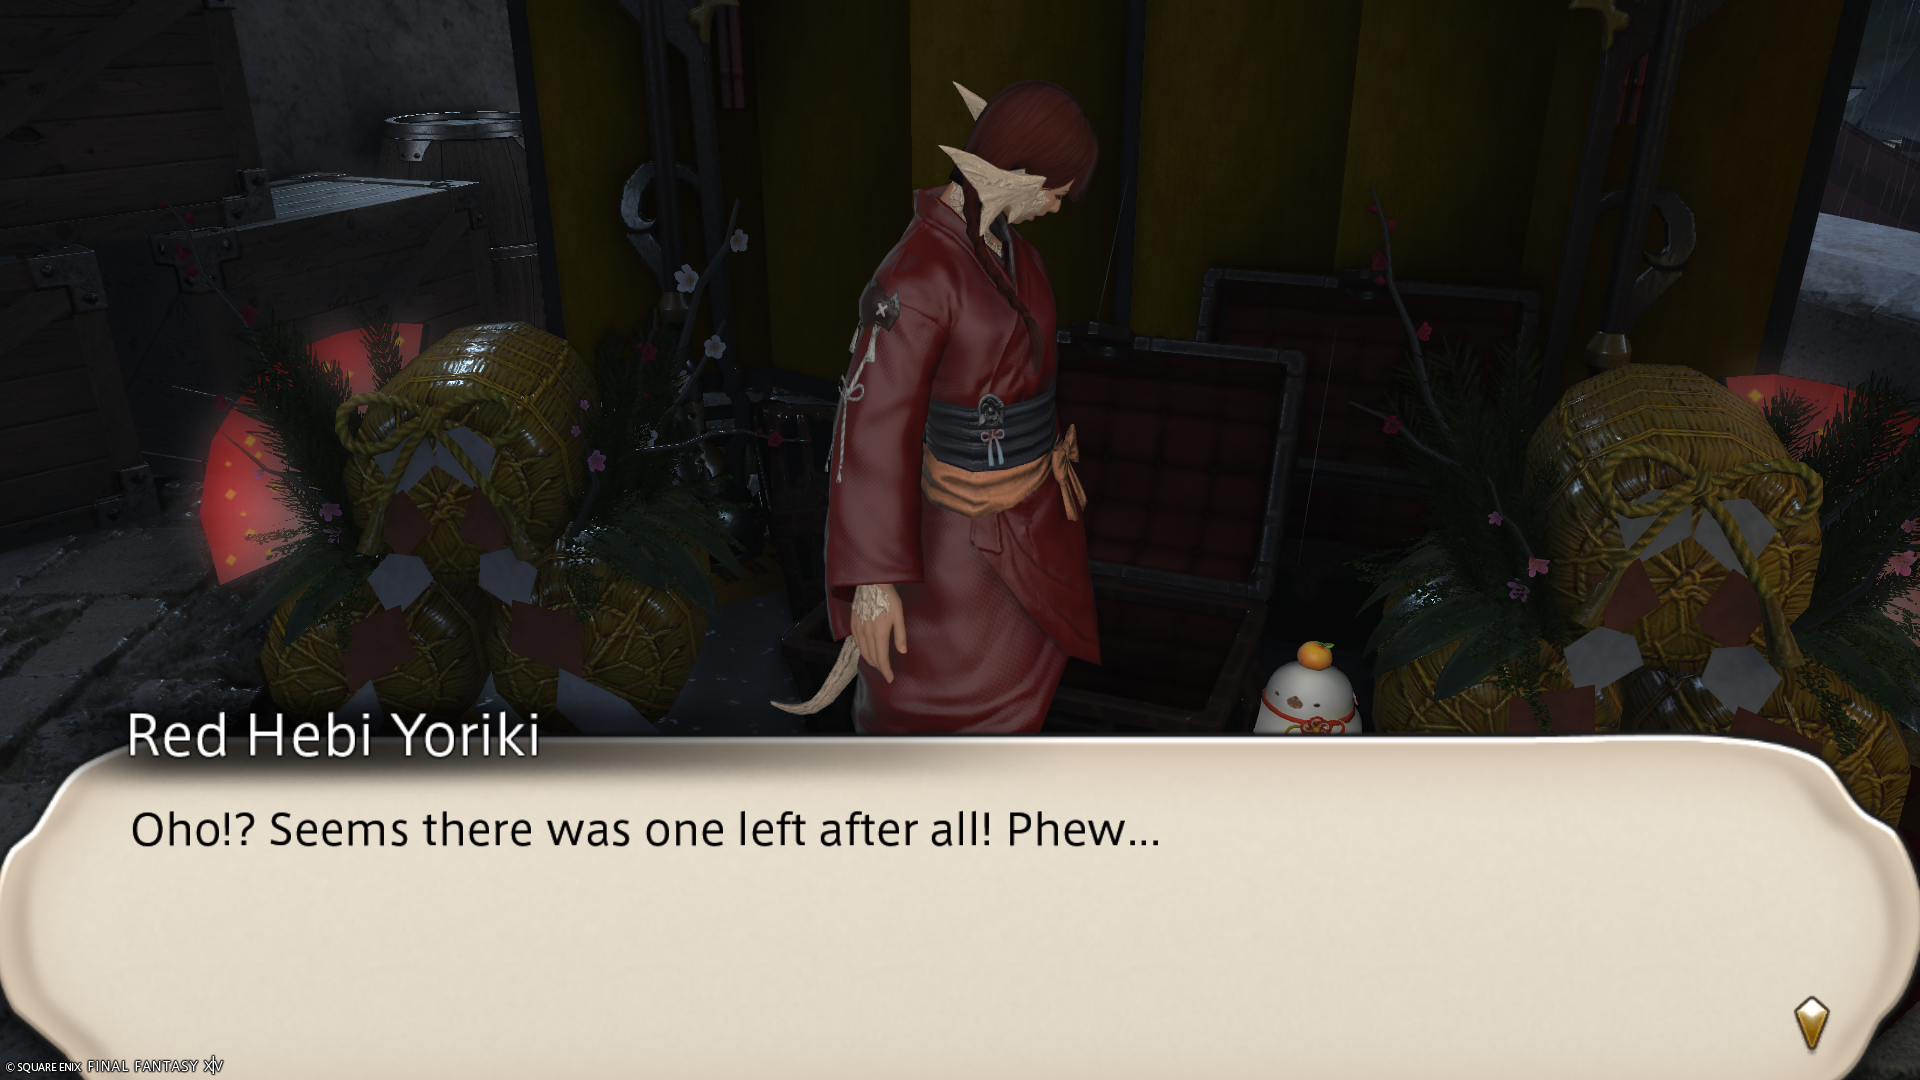 Red Hebi Yoriki
Oho!? Seems there was one left after all! Phew...
© SQUARE ENIX FINAL FANTASY XIV